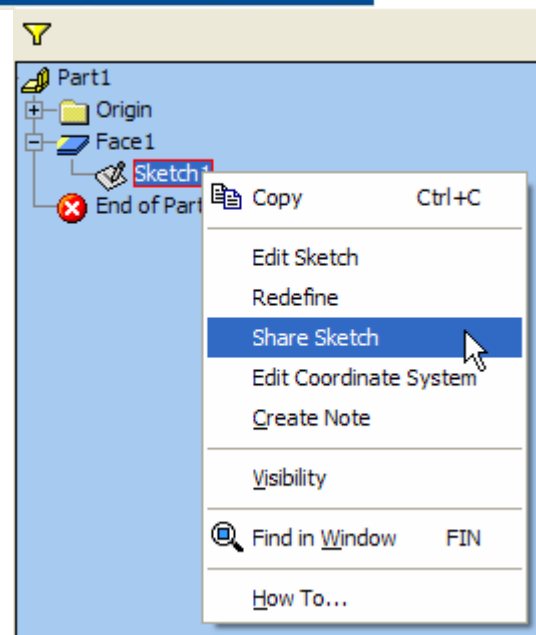 Part1
Origin
Face1
Sketch1
End of Part
Copy Ctrl+C
Edit Sketch
Redefine
Share Sketch
Edit Coordinate System
Create Note
Visibility
Find in Window FIN
How To...